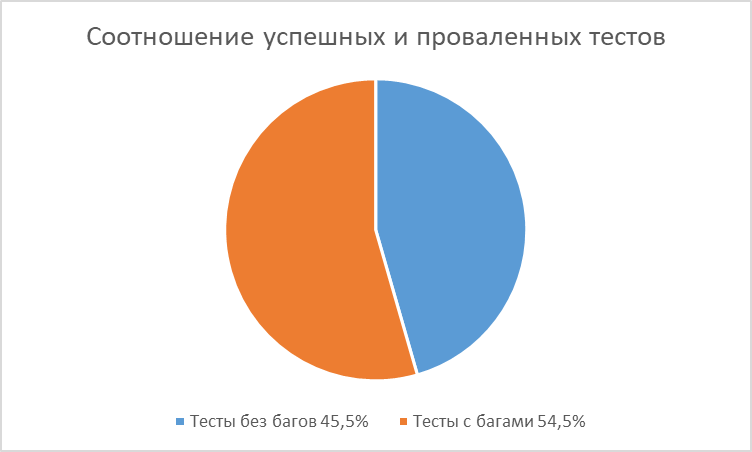 Соотношение успешных и проваленных тестов
Тесты без багов 45,5% Тесты с багами 54,5%